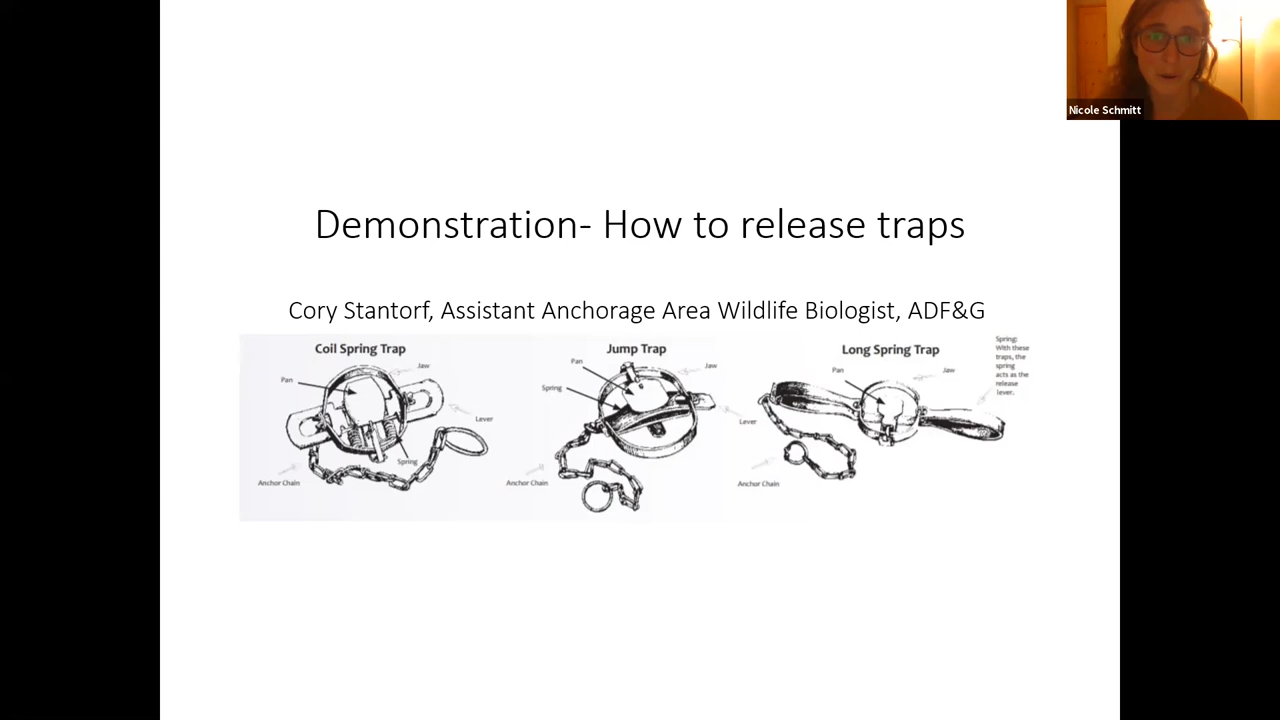 Nicole Schmitt
Demonstration- How to release traps
Cory Stantorf, Assistant Anchorage Area Wildlife Biologist, ADF&G
Coil Spring Trap
Pan
Jaw
Lever
Spring
Anchor Chain
Jump Trap
Pan
Jaw
Spring
Lever
Anchor Chain
Long Spring Trap
Pan
Jaw
Anchor Chain
Spring:
With these
traps, the
spring
acts as the
release
lever.